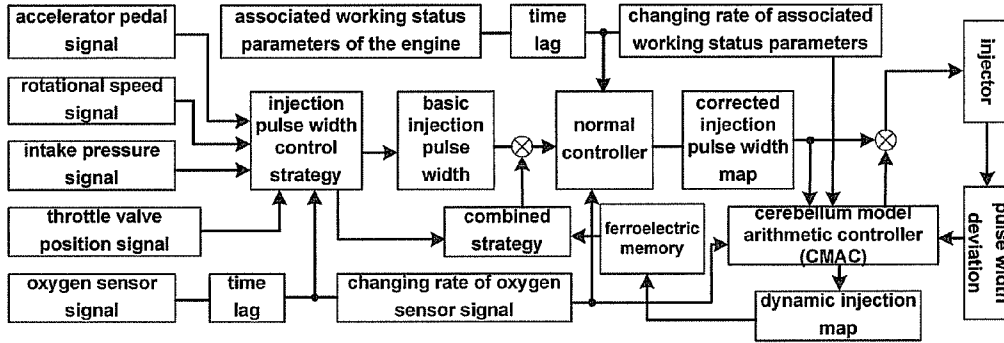 accelerator pedal
signal
associated working status
parameters of the engine
time
lag
changing rate of associated
working status parameters
injector
rotational speed
signal
injection
pulse width
control
strategy
basic
injection
pulse
width
normal
controller
corrected
injection
pulse width
map
intake pressure
signal
throttle valve
position signal
combined
strategy
ferroelectric
memory
cerebellum model
arithmetic controller
(CMAC)
pulse width
deviation
oxygen sensor
signal
time
lag
changing rate of oxygen
sensor signal
dynamic injection
map